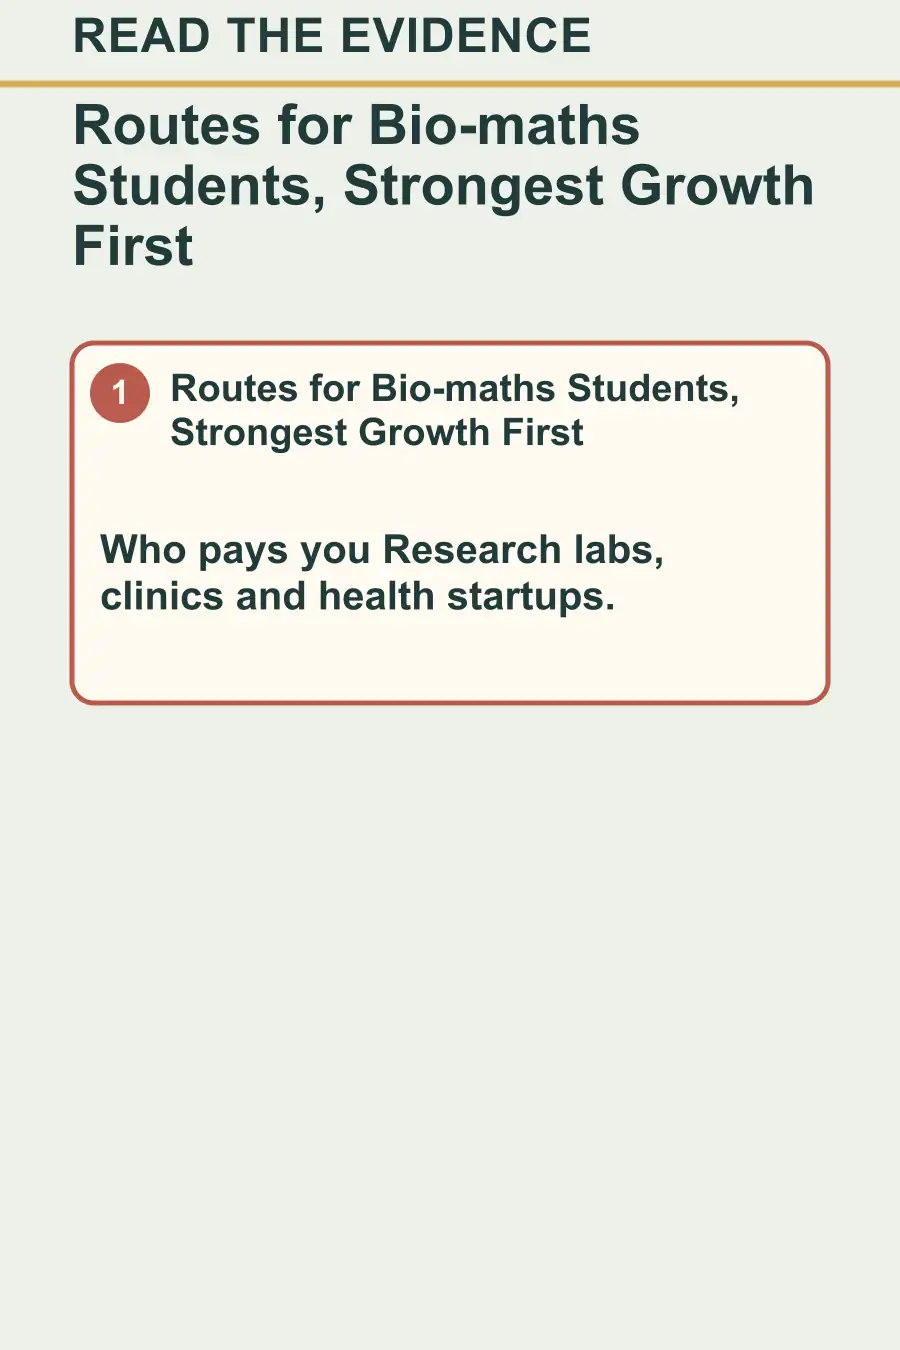 READ THE EVIDENCE
Routes for Bio-maths
Students, Strongest Growth
First
1
Routes for Bio-maths Students,
Strongest Growth First
Who pays you Research labs,
clinics and health startups.